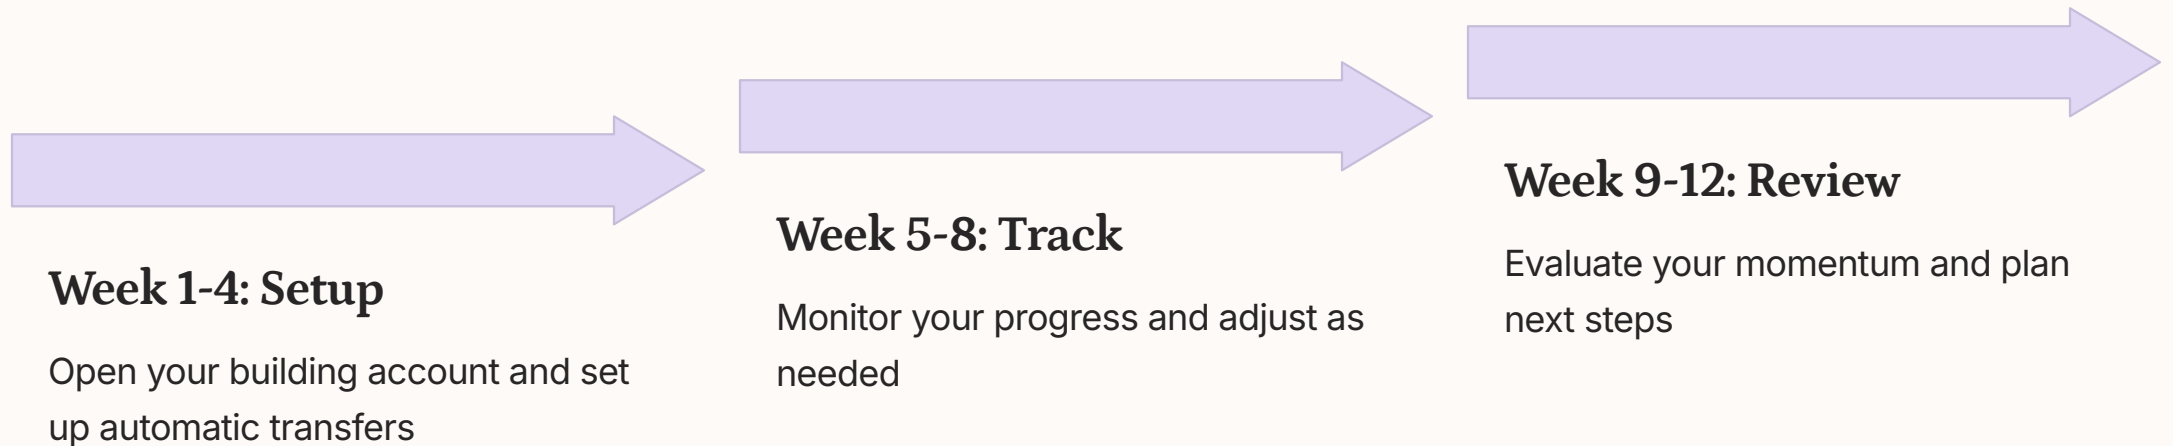 Week 1-4: Setup
Open your building account and set
up automatic transfers
Week 5-8: Track
Monitor your progress and adjust as
needed
Week 9-12: Review
Evaluate your momentum and plan
next steps